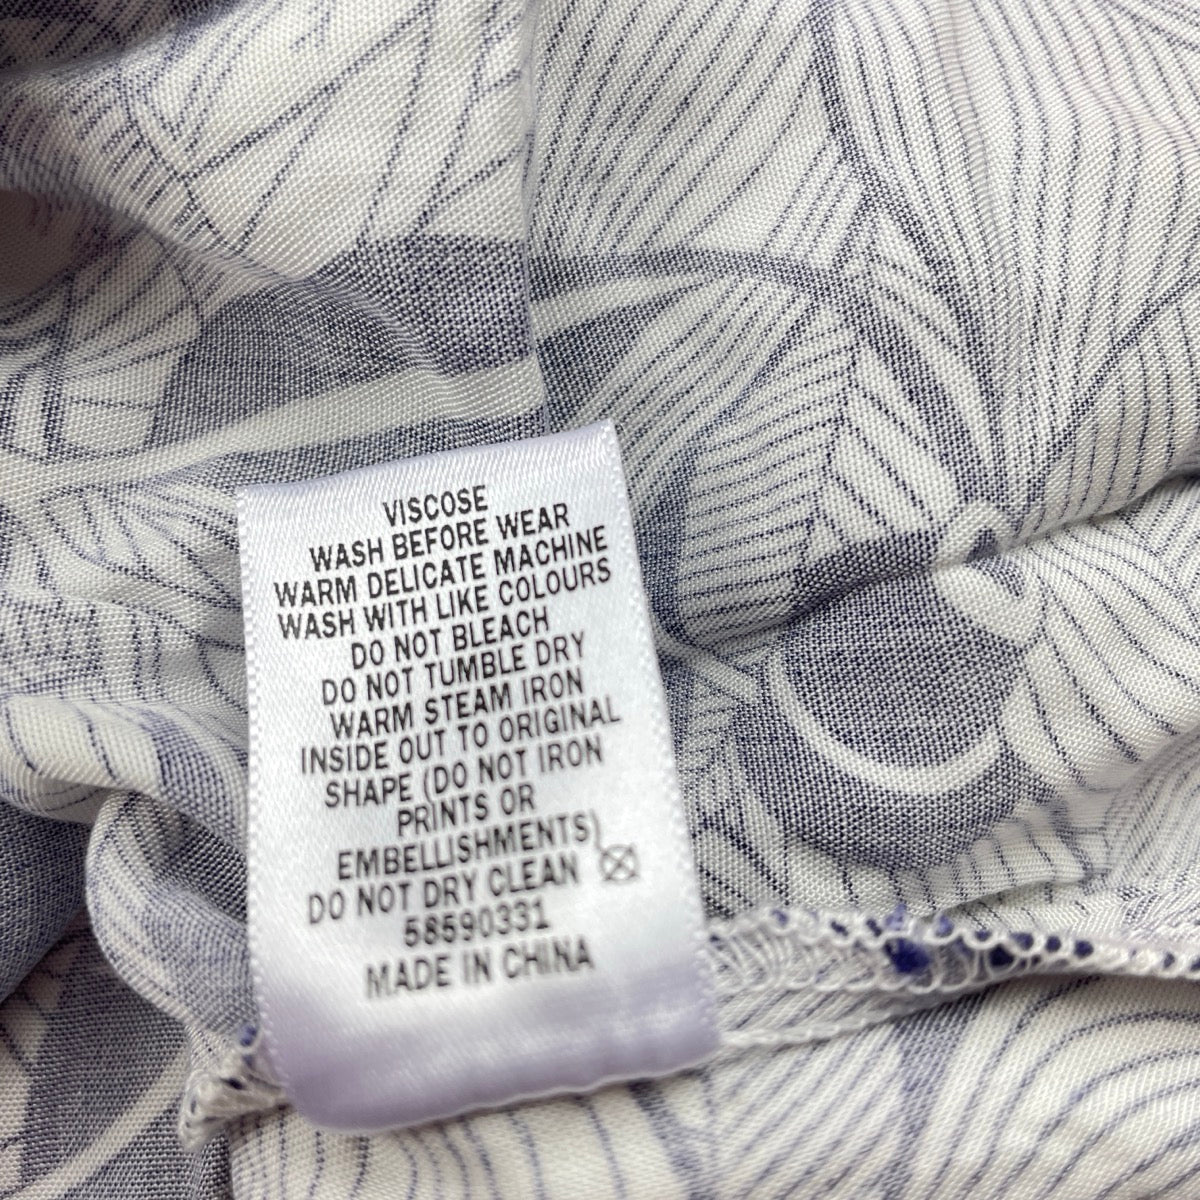 VISCOSE
WASH BEFORE WEAR
WARM DELICATE MACHINE
WASH WITH LIKE COLOURS
DO NOT BLEACH
DO NOT TUMBLE DRY
WARM STEAM IRON
INSIDE OUT TO ORIGINAL
SHAPE (DO NOT IRON
PRINTS OR
EMBELLISHMENTS)
DO NOT DRY CLEAN
58590331
MADE IN CHINA